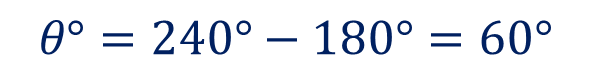 θ° = 240° − 180° = 60°